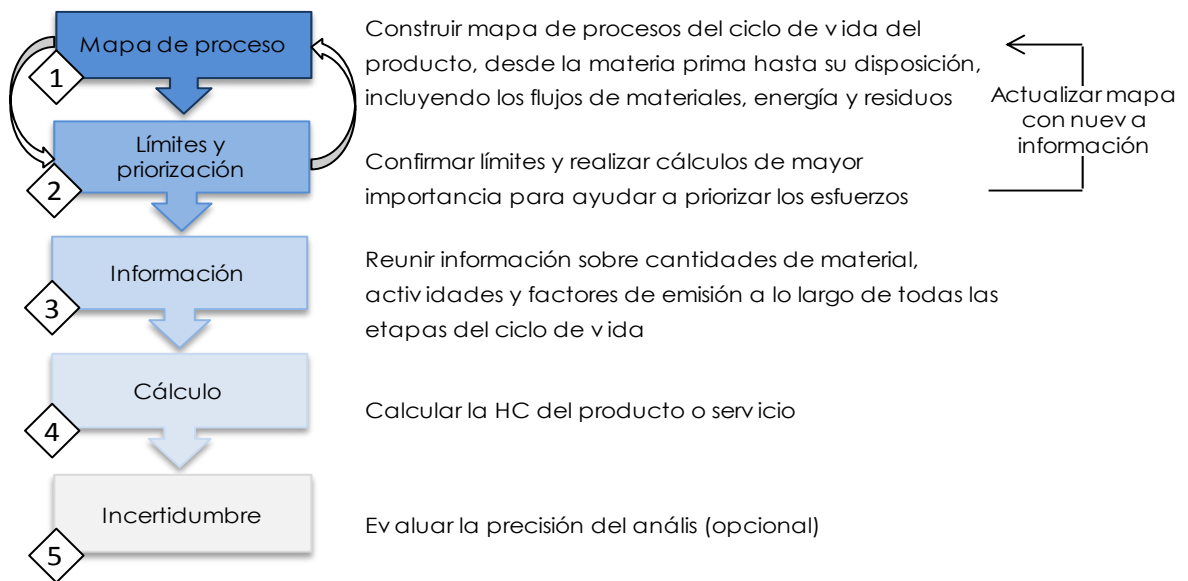 Mapa de proceso
1
Construir mapa de procesos del ciclo de vida del
producto, desde la materia prima hasta su disposición,
incluyendo los flujos de materiales, energía y residuos
Actualizar mapa
con nueva
información
Límites y
priorización
2
Confirmar límites y realizar cálculos de mayor
importancia para ayudar a priorizar los esfuerzos
Información
3
Reunir información sobre cantidades de material,
actividades y factores de emisión a lo largo de todas las
etapas del ciclo de vida
Cálculo
4
Calcular la HC del producto o servicio
Incertidumbre
5
Evaluar la precisión del anális (opcional)